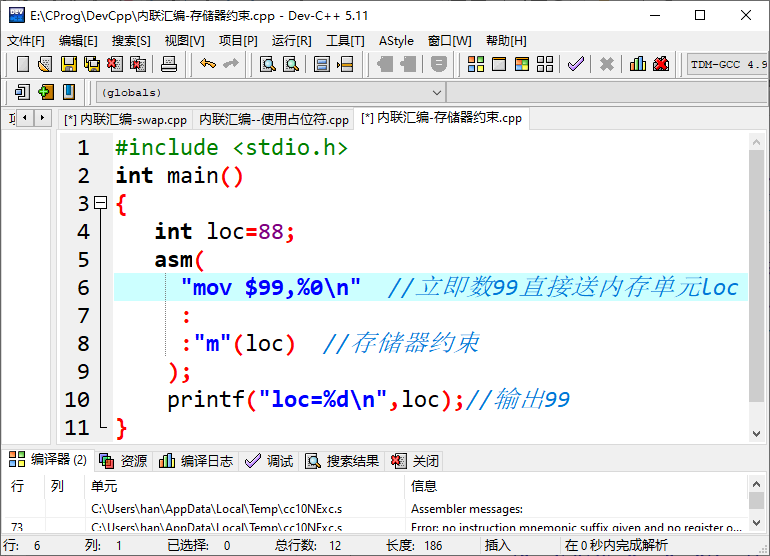 E:\CProg\DevCpp\内联汇编-存储器约束.cpp - Dev-C++ 5.11
文件[F] 编辑[E] 搜索[S] 视图[V] 项目[P] 运行[R] 工具[T] AStyle 窗口[W] 帮助[H]
TDM-GCC 4.9
(globals)
[*] 内联汇编-swap.cpp 内联汇编--使用占位符.cpp [*] 内联汇编-存储器约束.cpp
1 #include <stdio.h>
2 int main()
3 {
4 int loc=88;
5 asm(
6 "mov $99,%0\n" //立即数99直接送内存单元loc
7 :
8 :"m"(loc) //存储器约束
9 );
10 printf("loc=%d\n",loc);//输出99
11 }
编译器 (2) 资源 编译日志 调试 搜索结果 关闭
行 列 单元 信息
C:\Users\han\AppData\Local\Temp\cc10NExc.s Assembler messages:
73 C:\Users\han\AppData\Local\Temp\cc10NExc.s Error: no instruction mnemonic suffix given and no register o...
行: 6 列: 1 已选择: 0 总行数: 12 长度: 186 插入 在 0 秒内完成解析